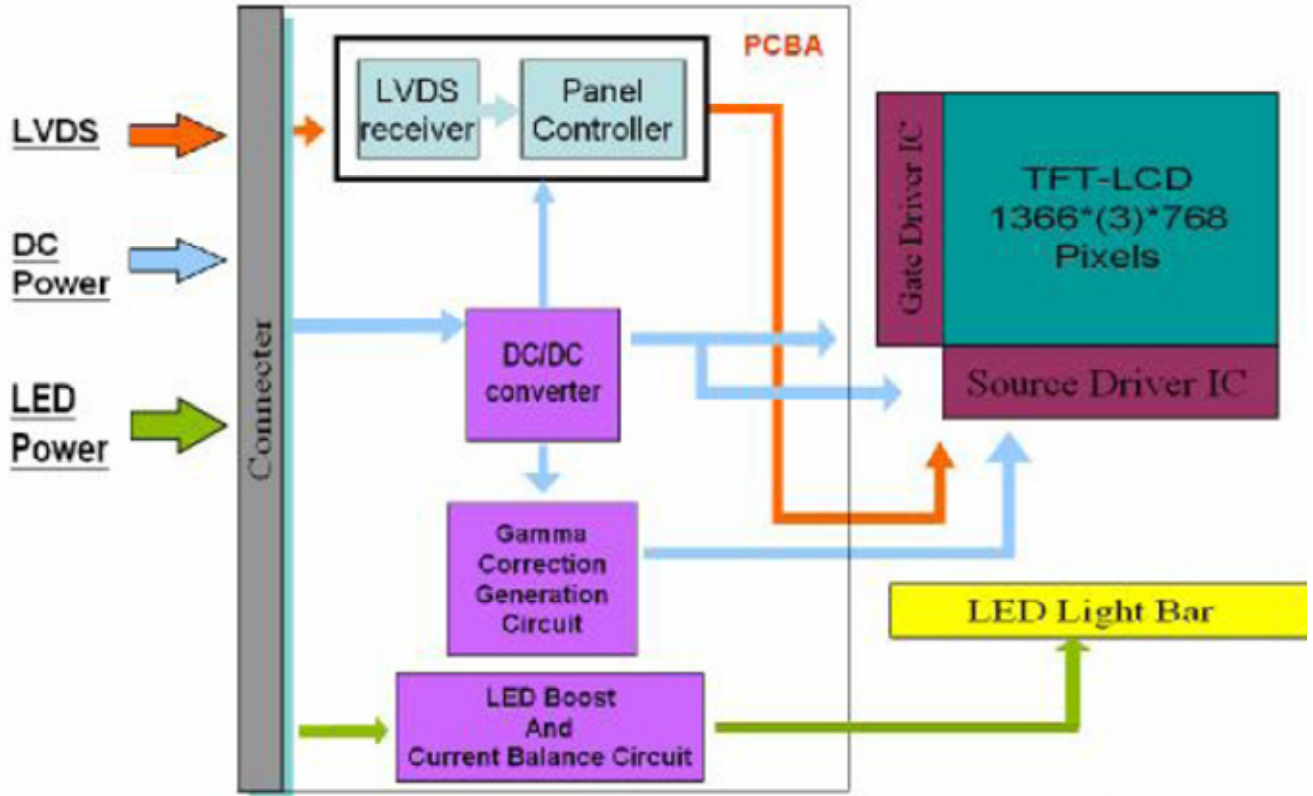 PCBA
LVDS
receiver
Panel
Controller
LVDS
DC
Power
LED
Power
Connecter
DC/DC
converter
Gamma
Correction
Generation
Circuit
LED Boost
And
Current Balance Circuit
Gate Driver IC
TFT-LCD
1366*(3)*768
Pixels
Source Driver IC
LED Light Bar